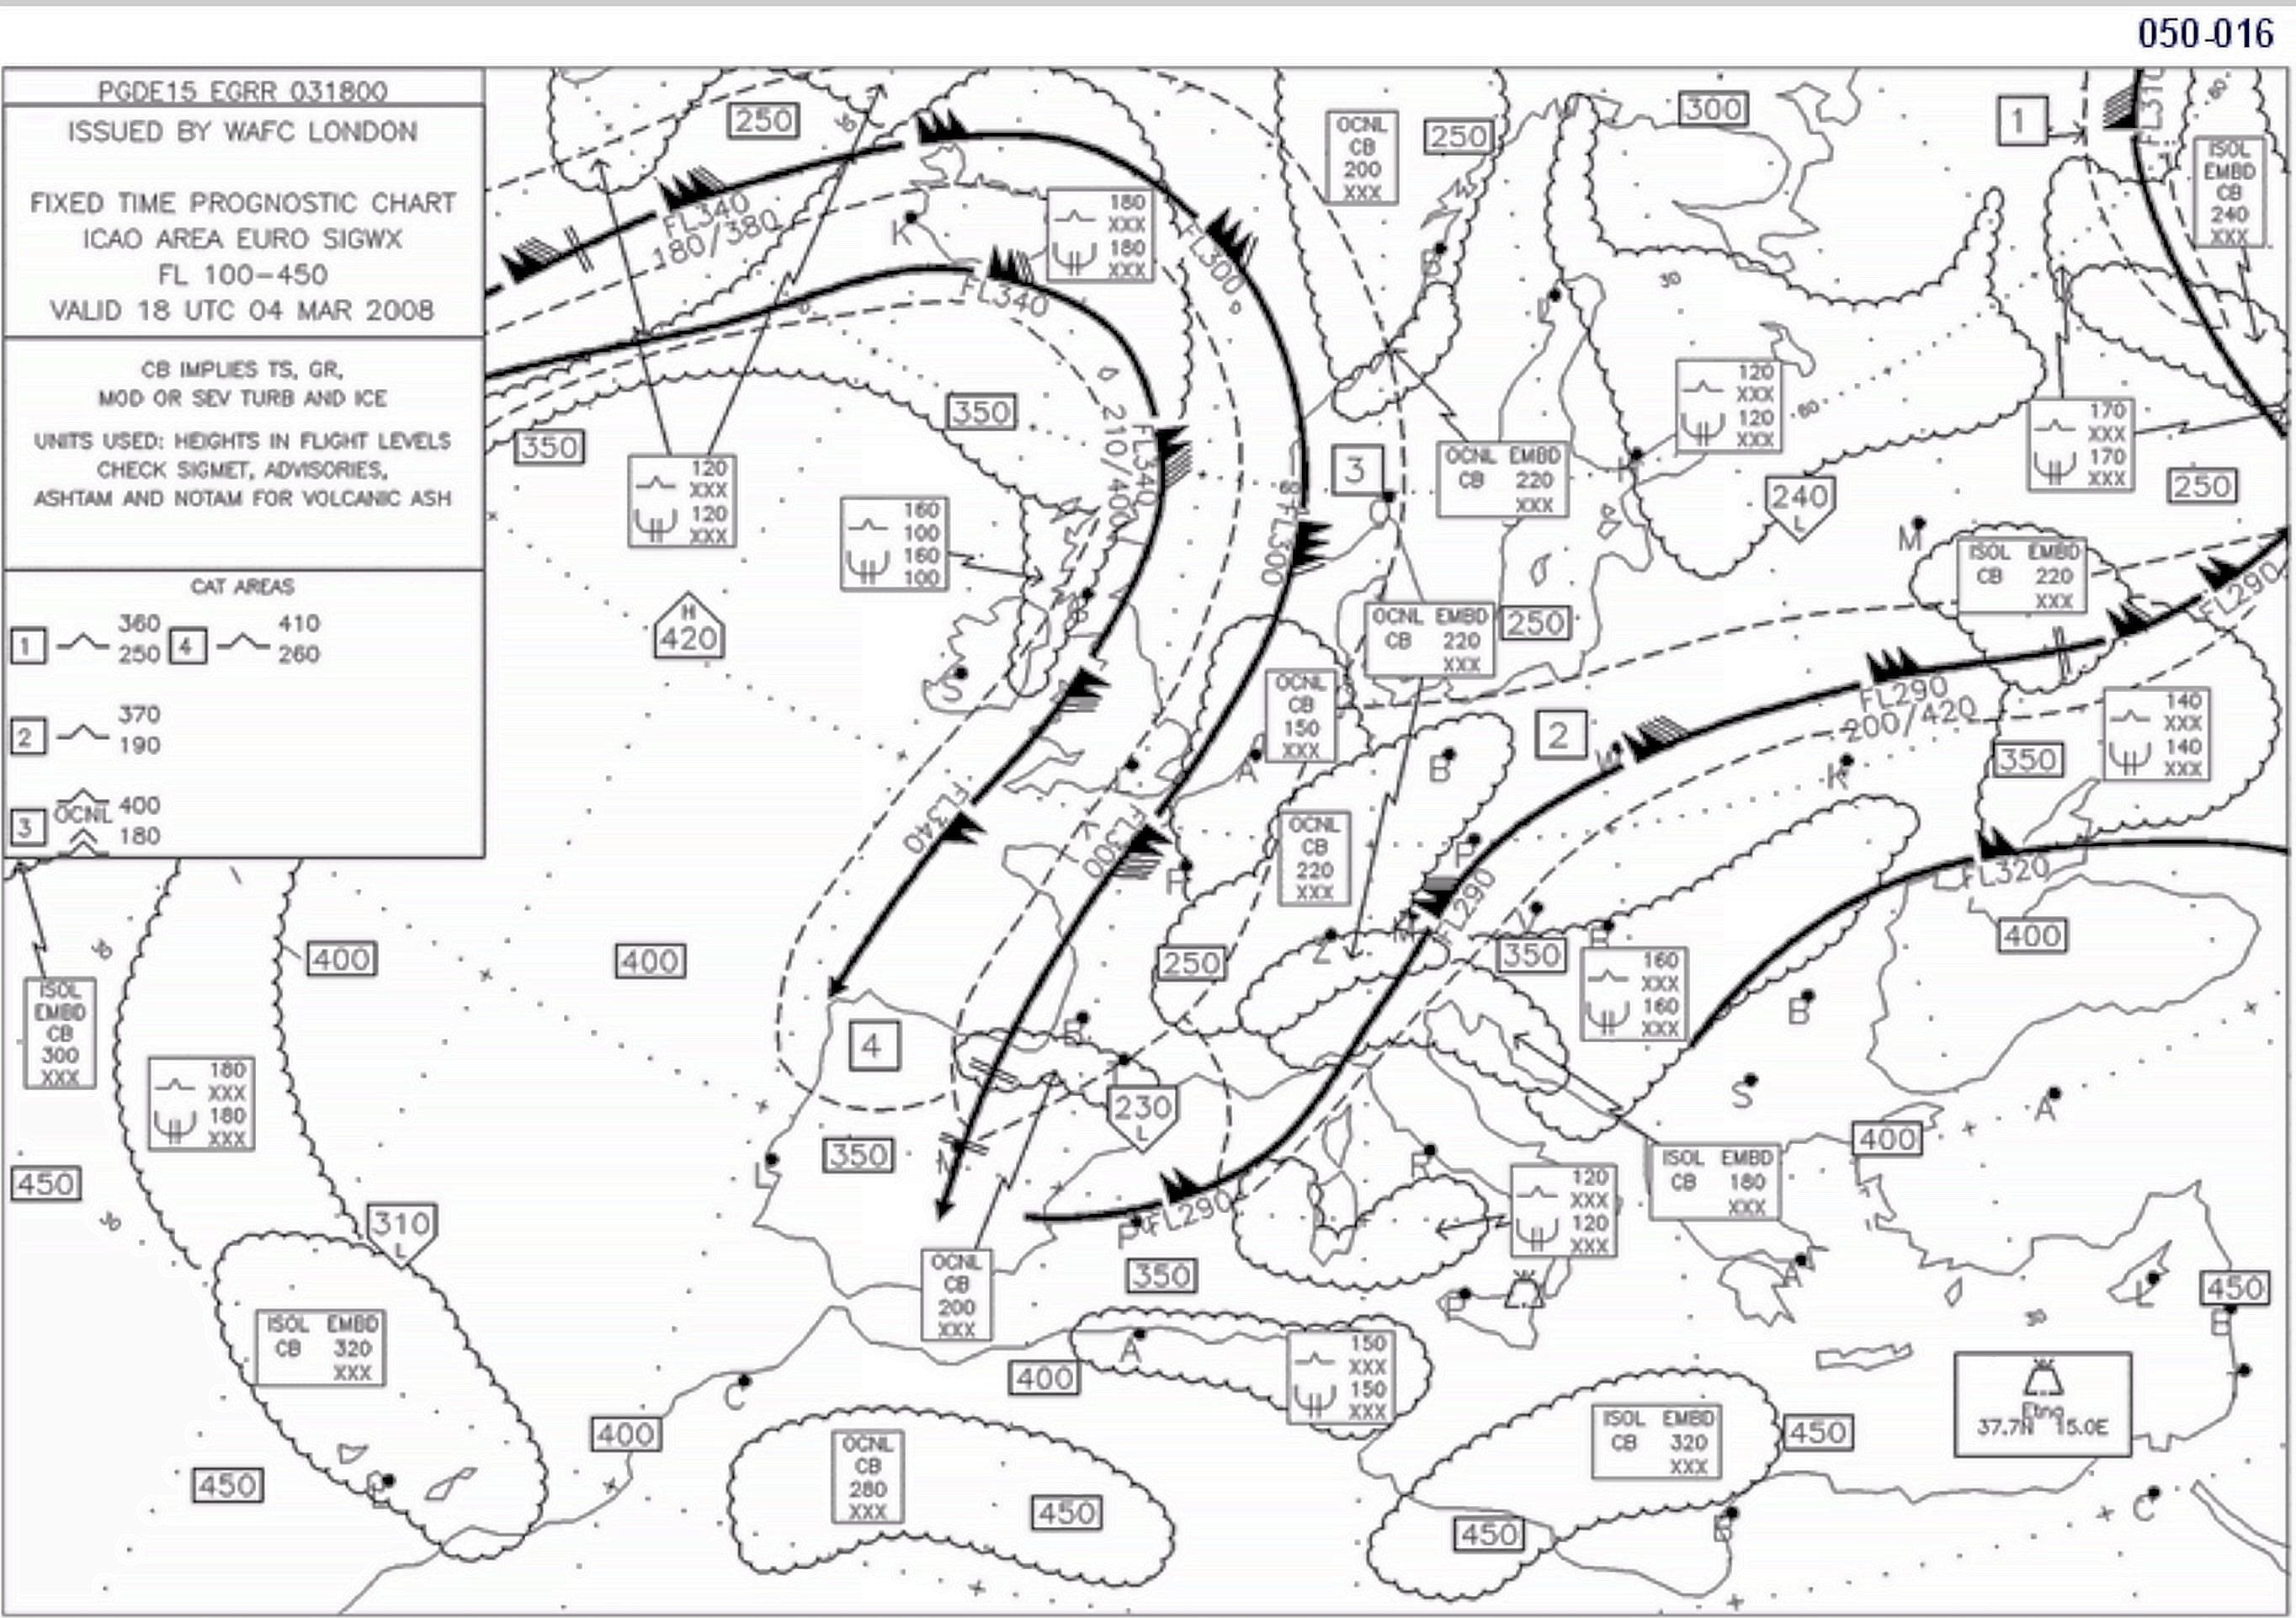 050-016
PGDE15 EGRR 031800
ISSUED BY WAFC LONDON
FIXED TIME PROGNOSTIC CHART
ICAO AREA EURO SIGWX
FL 100-450
VALID 18 UTC 04 MAR 2008
CB IMPLIES TS, GR,
MOD OR SEV TURB AND ICE
UNITS USED: HEIGHTS IN FLIGHT LEVELS
CHECK SIGMET, ADVISORIES,
ASHTAM AND NOTAM FOR VOLCANIC ASH
CAT AREAS
1 360 4 410
250 260
2 370
190
3 OCNL 400
180
250
FL340
180/380
K
FL340
180
XXX
180
XXX
FL300
OCNL
CB
200
XXX
250
B
300
1
FL310
60
ISOL
EMBD
CB
240
XXX
30
350
350
120
XXX
120
XXX
160
100
160
100
H
420
S
FL340
210/400
60
FL300
3
OCNL EMBD
CB 220
XXX
120
XXX
120
XXX
60
240
L
170
XXX
170
XXX
250
M
ISOL EMBD
CB 220
XXX
FL290
OCNL EMBD
CB 220
XXX
250
OCNL
CB
150
XXX
A
B
2
W
FL290
200/420
K
350
140
XXX
140
XXX
FL340
FL300
OCNL
CB
220
XXX
P
FL290
M
Z
Z
B
350
FL320
400
250
160
XXX
160
XXX
B
S
A
400
400
400
30
ISOL
EMBD
CB
300
XXX
180
XXX
180
XXX
450
310
L
4
B
T
230
L
350
L
M
P
FL290
350
R
120
XXX
120
XXX
ISOL EMBD
CB 180
XXX
A
P
L
450
B
30
OCNL
CB
200
XXX
ISOL EMBD
CB 320
XXX
A
400
150
XXX
150
XXX
C
400
450
OCNL
CB
280
XXX
450
ISOL EMBD
CB 320
XXX
450
450
Etna
37.7N 15.0E
C